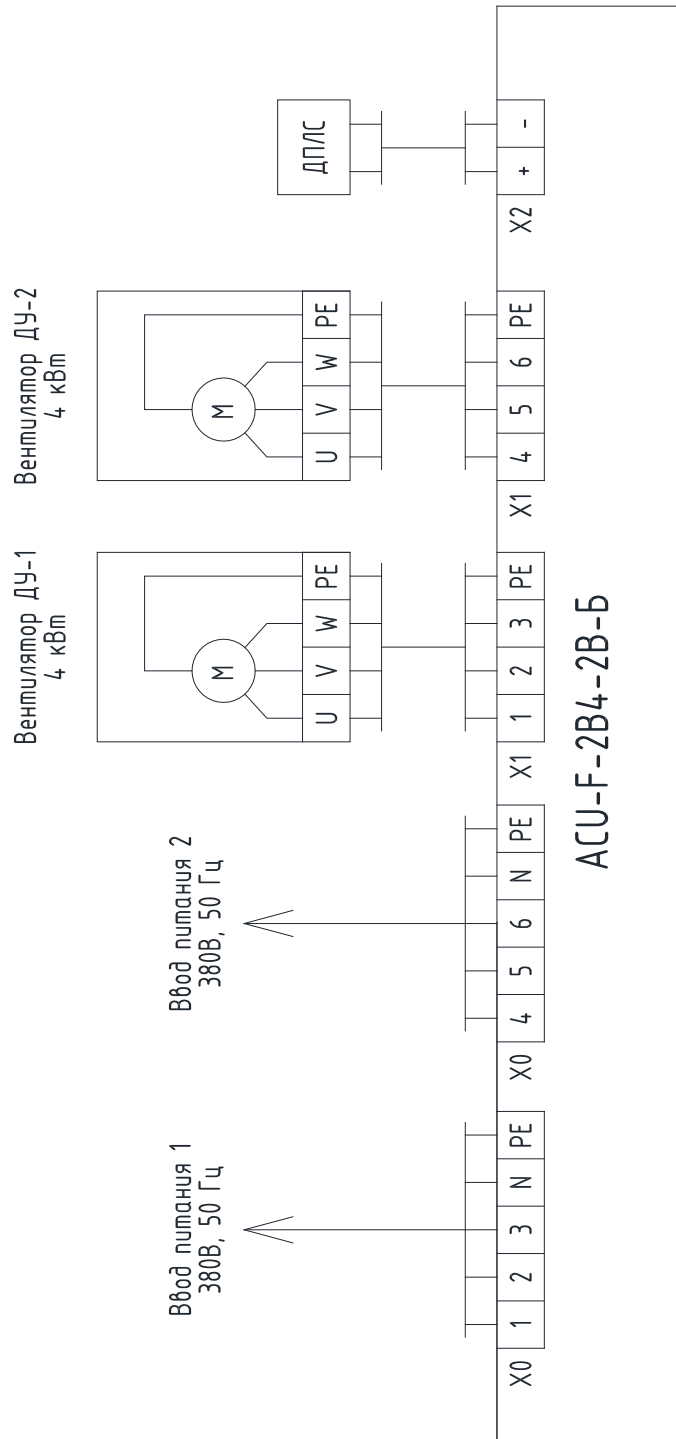 Ввод питания 1
380В, 50 Гц
Ввод питания 2
380В, 50 Гц
Вентилятор ДУ-1
4 кВт
Вентилятор ДУ-2
4 кВт
M
M
ДПЛС
U V W PE
U V W PE
X0 1 2 3 N PE
X0 4 5 6 N PE
X1 1 2 3 PE
X1 4 5 6 PE
X2 + -
ACU-F-2В4-2В-Б